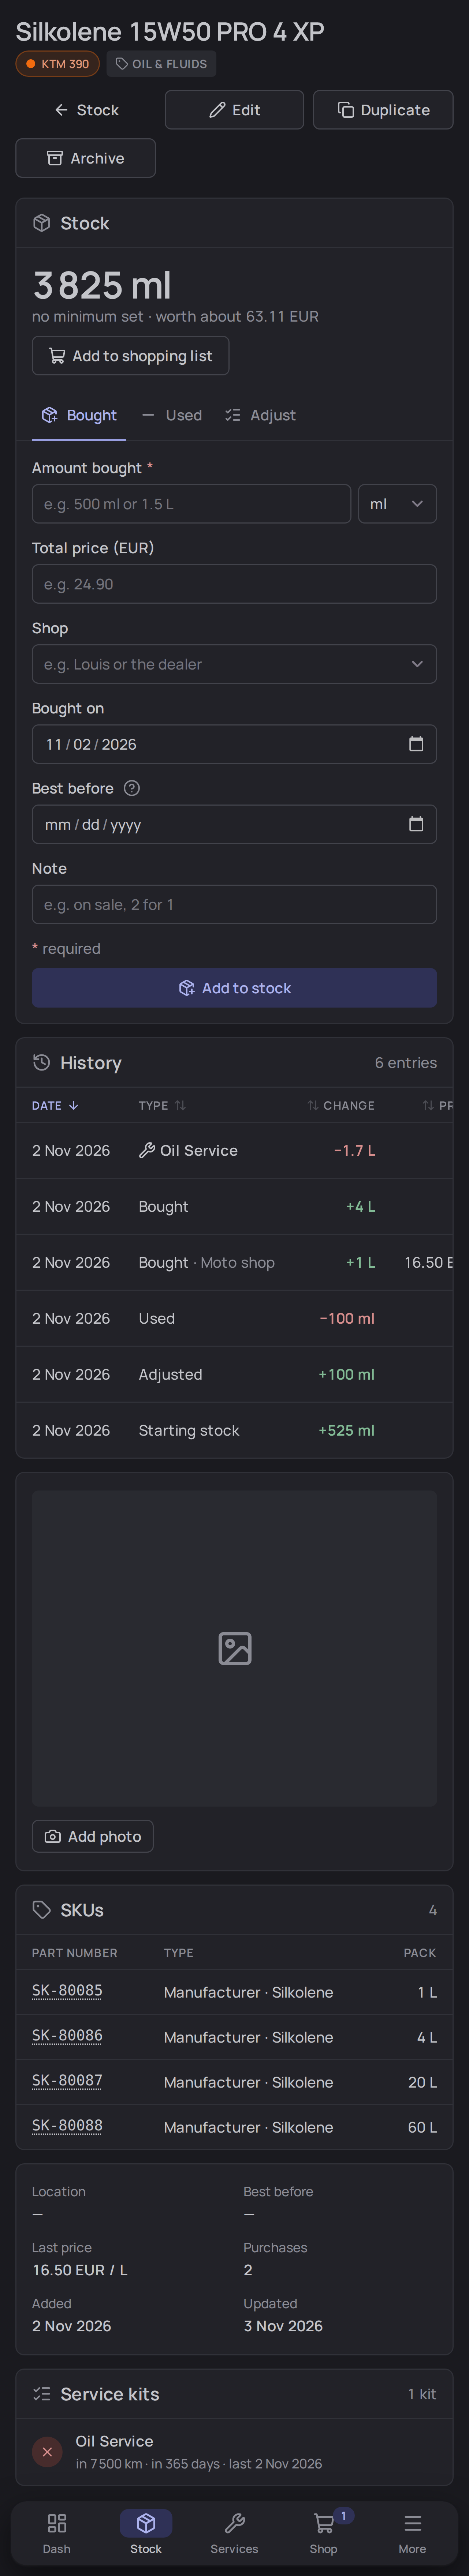 Silkolene 15W50 PRO 4 XP
KTM 390 OIL & FLUIDS
Stock Edit Duplicate
Archive
Stock
3 825 ml
no minimum set · worth about 63.11 EUR
Add to shopping list
Bought Used Adjust
Amount bought *
e.g. 500 ml or 1.5 L ml
Total price (EUR)
e.g. 24.90
Shop
e.g. Louis or the dealer
Bought on
11 / 02 / 2026
Best before
mm / dd / yyyy
Note
e.g. on sale, 2 for 1
* required
Add to stock
History 6 entries
DATE TYPE CHANGE PR
2 Nov 2026 Oil Service −1.7 L
2 Nov 2026 Bought +4 L
2 Nov 2026 Bought · Moto shop +1 L 16.50 E
2 Nov 2026 Used −100 ml
2 Nov 2026 Adjusted +100 ml
2 Nov 2026 Starting stock +525 ml
Add photo
SKUs 4
PART NUMBER TYPE PACK
SK-80085 Manufacturer · Silkolene 1 L
SK-80086 Manufacturer · Silkolene 4 L
SK-80087 Manufacturer · Silkolene 20 L
SK-80088 Manufacturer · Silkolene 60 L
Location Best before
— —
Last price Purchases
16.50 EUR / L 2
Added Updated
2 Nov 2026 3 Nov 2026
Service kits 1 kit
Oil Service
in 7 500 km · in 365 days · last 2 Nov 2026
1
Dash Stock Services Shop More